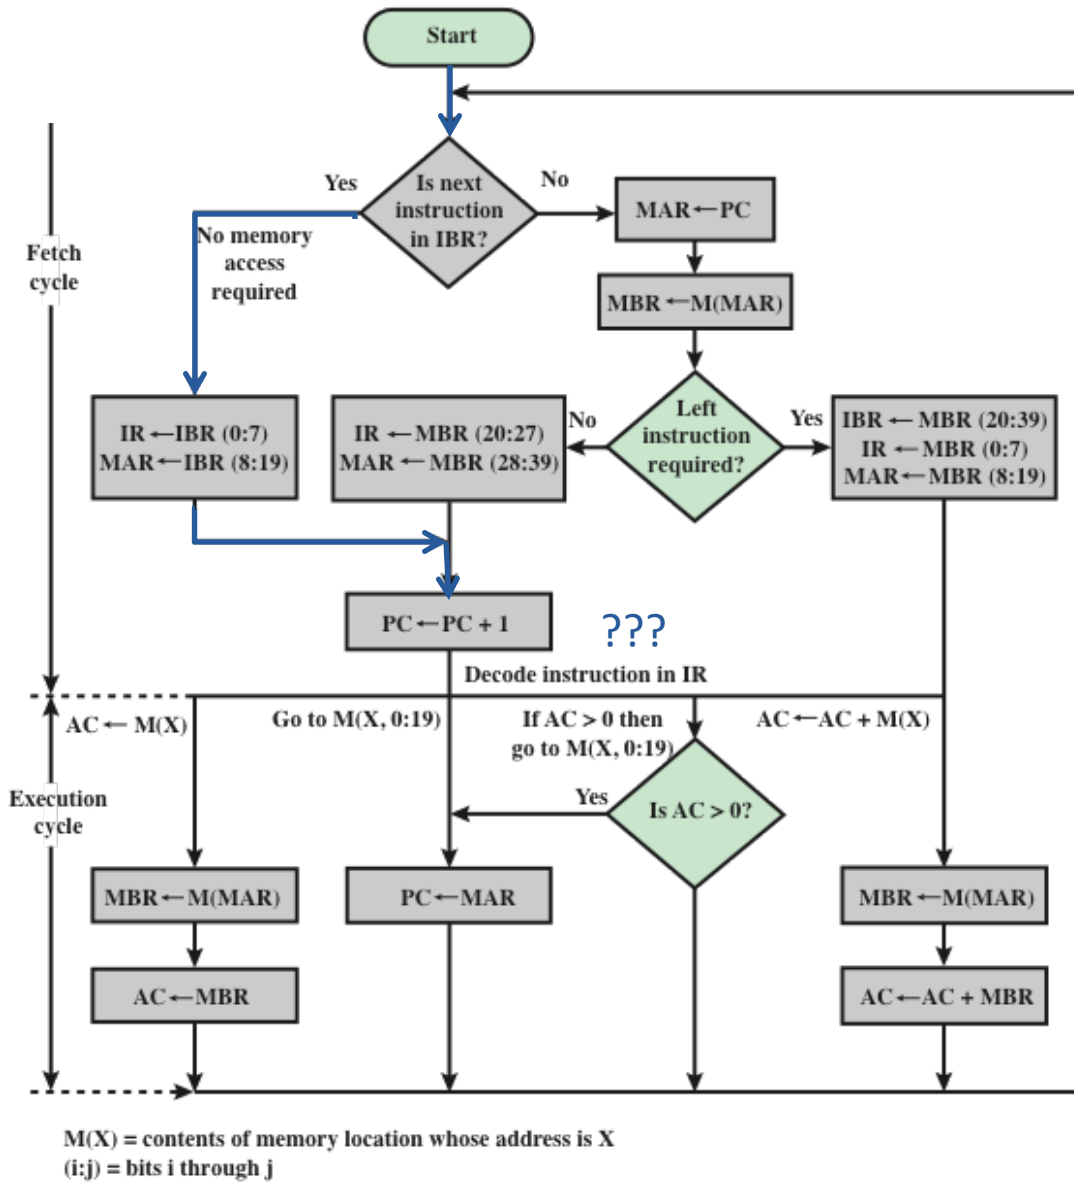 Start
Yes
Is next
instruction
in IBR?
No
MAR←PC
No memory
access
required
Fetch
cycle
MBR←M(MAR)
IR←IBR (0:7)
MAR←IBR (8:19)
IR←MBR (20:27)
MAR←MBR (28:39)
No
Left
instruction
required?
Yes
IBR←MBR (20:39)
IR←MBR (0:7)
MAR←MBR (8:19)
PC←PC + 1
???
Decode instruction in IR
AC← M(X)
Go to M(X, 0:19)
If AC > 0 then
go to M(X, 0:19)
AC←AC + M(X)
Execution
cycle
Yes
Is AC > 0?
MBR←M(MAR)
PC←MAR
MBR←M(MAR)
AC←MBR
AC←AC + MBR
M(X) = contents of memory location whose address is X
(i:j) = bits i through j